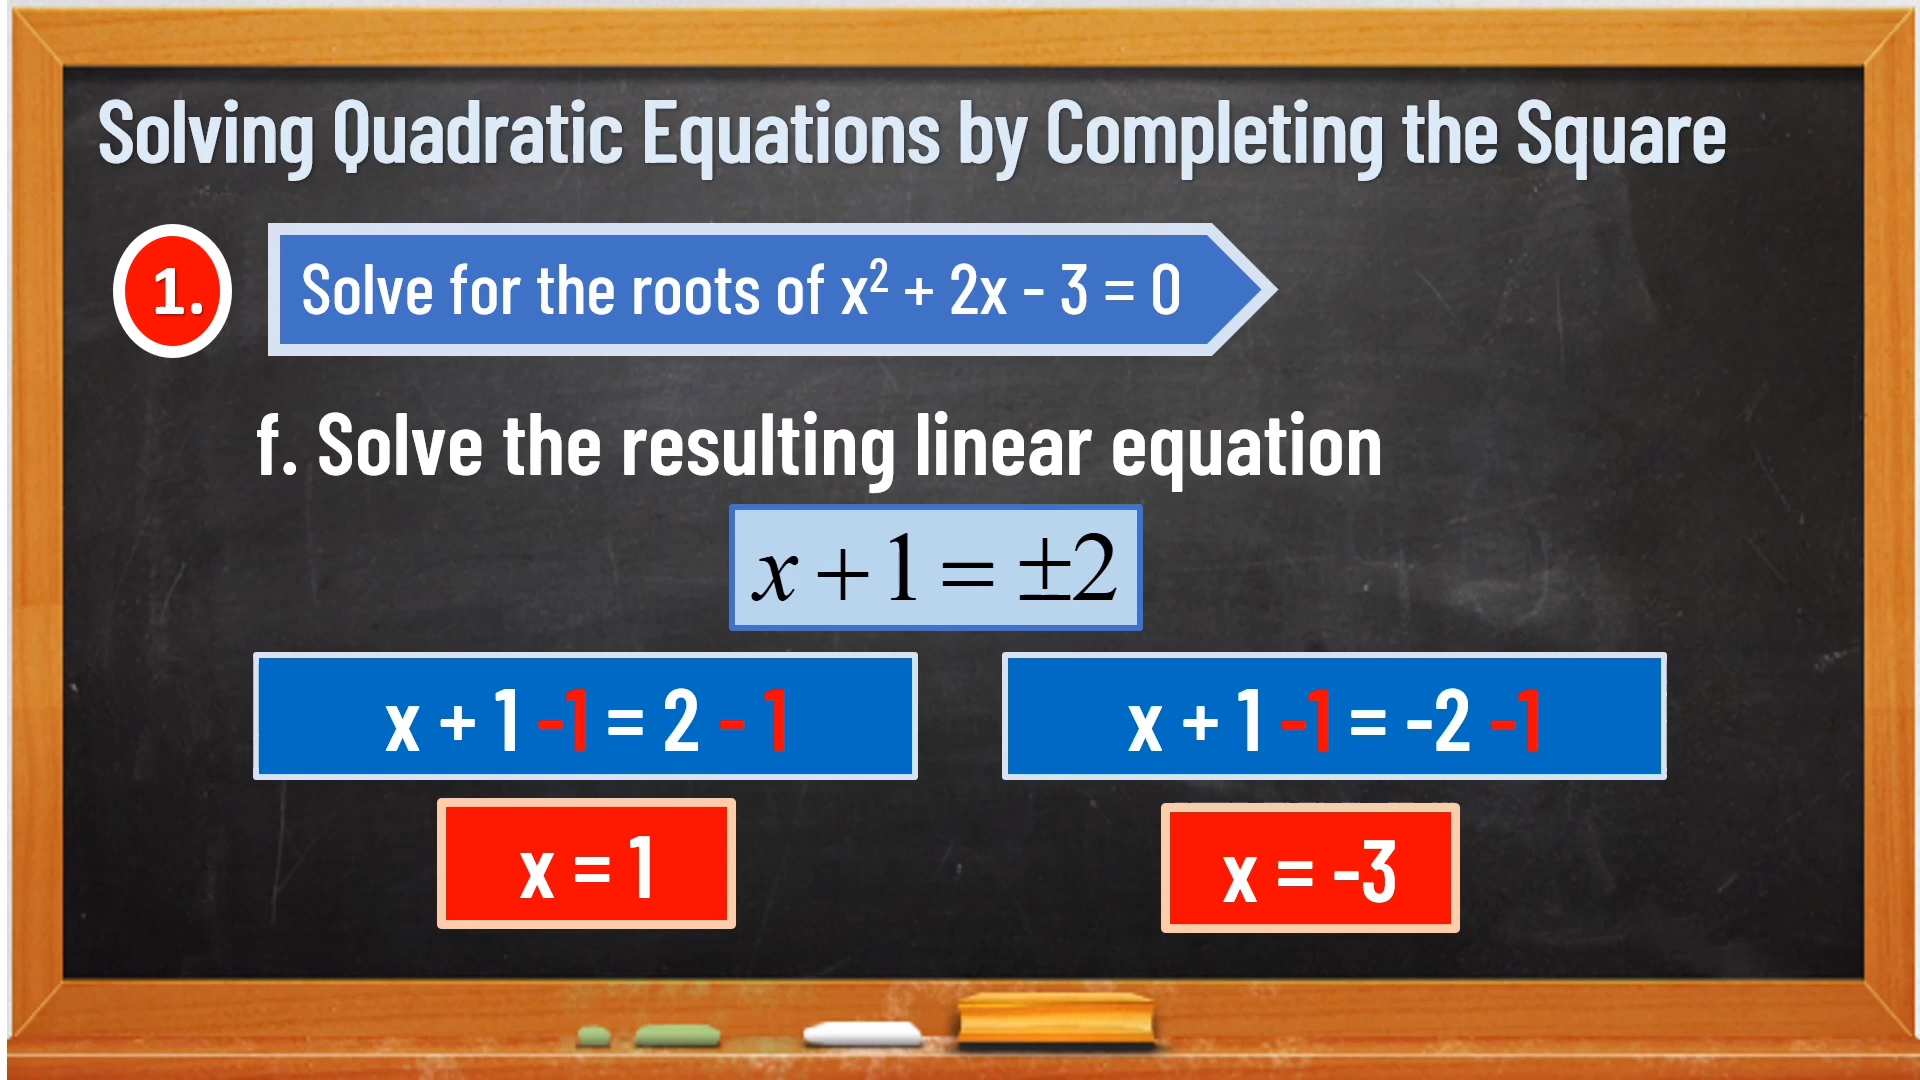 Solving Quadratic Equations by Completing the Square
1. Solve for the roots of x² + 2x - 3 = 0
f. Solve the resulting linear equation
x + 1 = ±2
x + 1 -1 = 2 - 1
x + 1 -1 = -2 -1
x = 1
x = -3